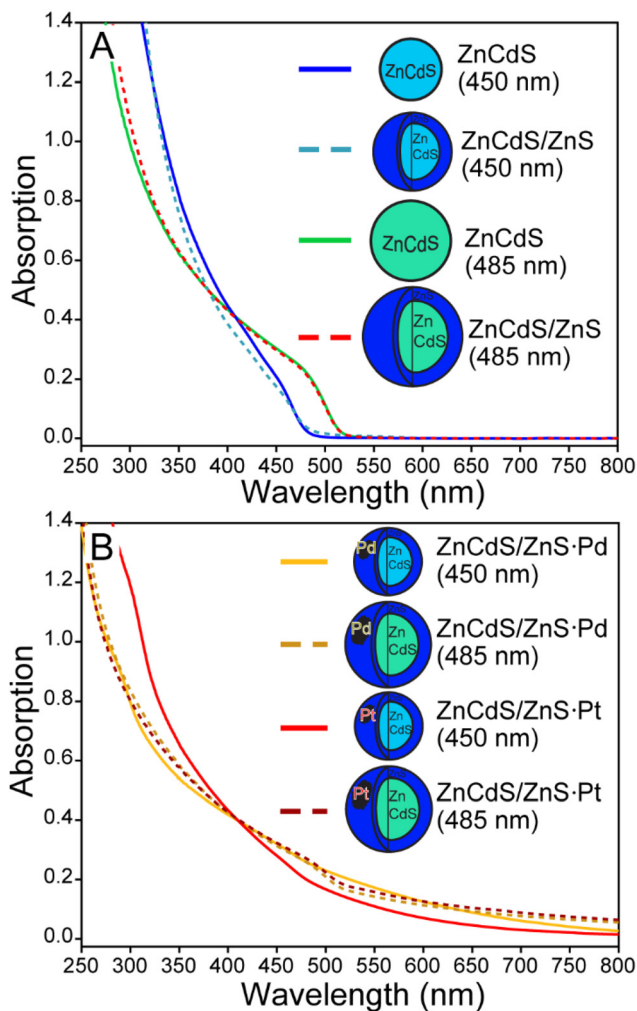 A
1.4
1.2
1.0
0.8
0.6
0.4
0.2
0.0
Absorption
ZnCdS
ZnCdS
(450 nm)
ZnS
Zn
CdS
ZnCdS/ZnS
(450 nm)
ZnCdS
ZnCdS
(485 nm)
ZnS
Zn
CdS
ZnCdS/ZnS
(485 nm)
250 300 350 400 450 500 550 600 650 700 750 800
Wavelength (nm)
B
1.4
1.2
1.0
0.8
0.6
0.4
0.2
0.0
Absorption
Pd
Zn
CdS
ZnCdS/ZnS·Pd
(450 nm)
Pd
Zn
CdS
ZnCdS/ZnS·Pd
(485 nm)
Pt
Zn
CdS
ZnCdS/ZnS·Pt
(450 nm)
Pt
Zn
CdS
ZnCdS/ZnS·Pt
(485 nm)
250 300 350 400 450 500 550 600 650 700 750 800
Wavelength (nm)